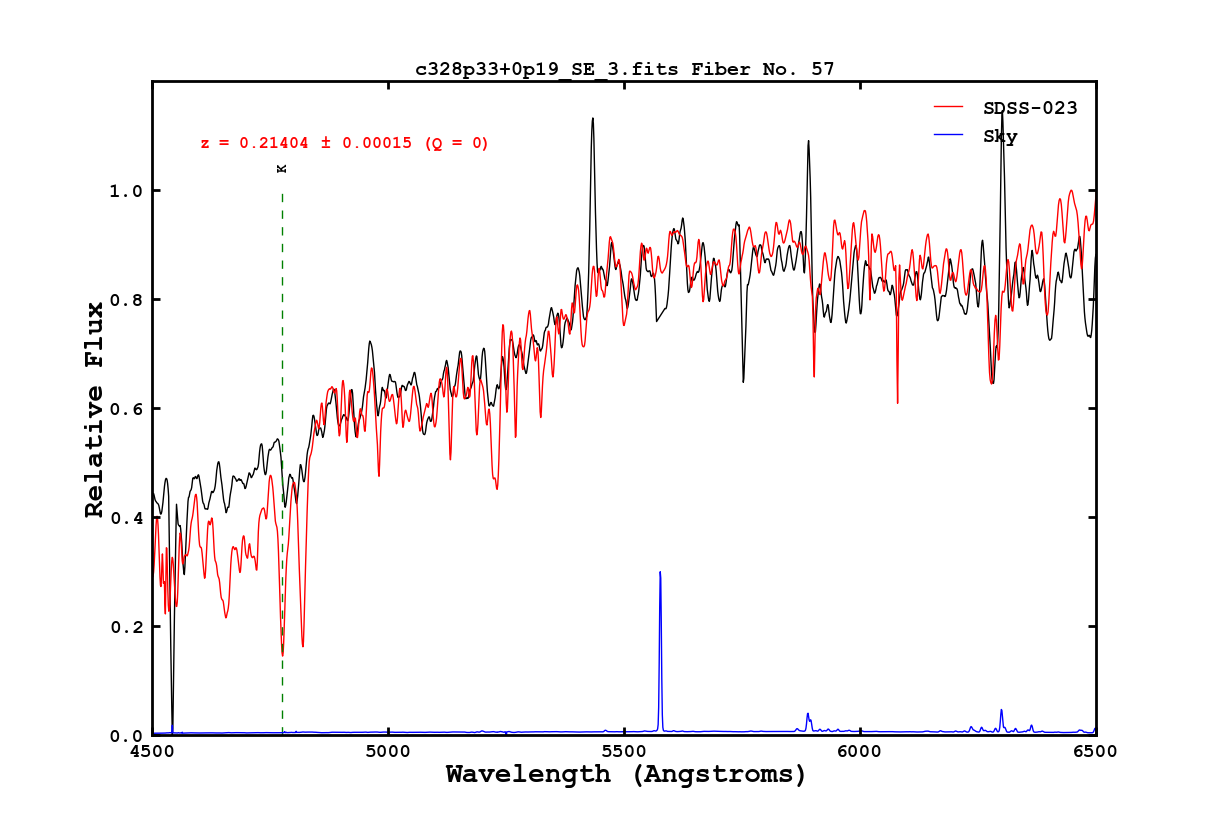 c328p33+0p19_SE_3.fits Fiber No. 57
SDSS-023
Sky
z = 0.21404 ± 0.00015 (Q = 0)
K
1.0
0.8
0.6
0.4
0.2
0.0
Relative Flux
4500 5000 5500 6000 6500
Wavelength (Angstroms)